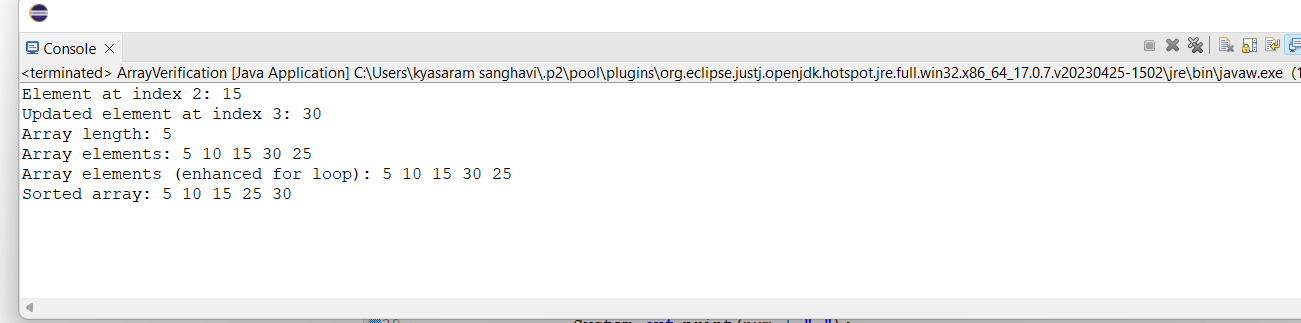 Console
<terminated> ArrayVerification [Java Application] C:\Users\kyasaram sanghavi\.p2\pool\plugins\org.eclipse.justj.openjdk.hotspot.jre.full.win32.x86_64_17.0.7.v20230425-1502\jre\bin\javaw.exe (1
Element at index 2: 15
Updated element at index 3: 30
Array length: 5
Array elements: 5 10 15 30 25
Array elements (enhanced for loop): 5 10 15 30 25
Sorted array: 5 10 15 25 30